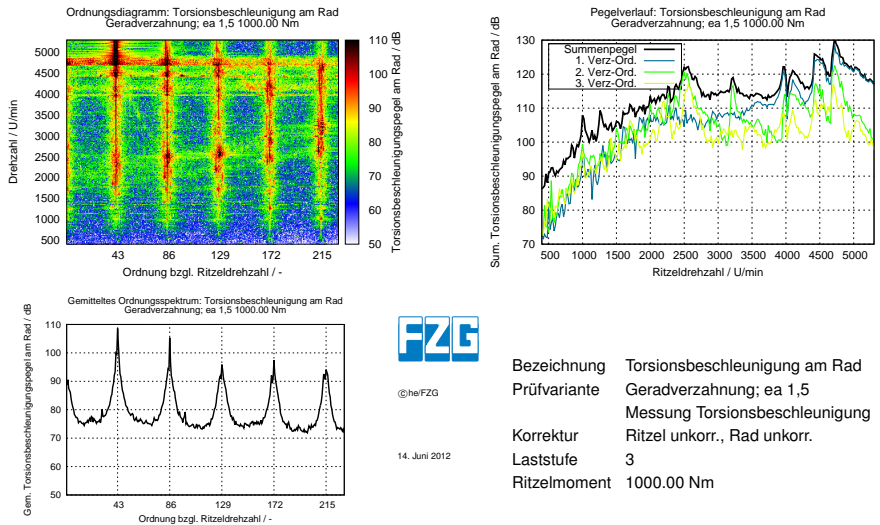 Ordnungsdiagramm: Torsionsbeschleunigung am Rad
Geradverzahnung; ea 1,5 1000.00 Nm
Drehzahl / U/min
5000
4500
4000
3500
3000
2500
2000
1500
1000
500
43 86 129 172 215
Ordnung bzgl. Ritzeldrehzahl / -
110
100
90
80
70
60
50
Torsionsbeschleunigungspegel am Rad / dB
Pegelverlauf: Torsionsbeschleunigung am Rad
Geradverzahnung; ea 1,5 1000.00 Nm
Sum. Torsionsbeschleunigungspegel am Rad / dB
130
120
110
100
90
80
70
Summenpegel
1. Verz-Ord.
2. Verz-Ord.
3. Verz-Ord.
500 1000 1500 2000 2500 3000 3500 4000 4500 5000
Ritzeldrehzahl / U/min
Gemitteltes Ordnungsspektrum: Torsionsbeschleunigung am Rad
Geradverzahnung; ea 1,5 1000.00 Nm
Gem. Torsionsbeschleunigungspegel am Rad / dB
110
100
90
80
70
60
50
43 86 129 172 215
Ordnung bzgl. Ritzeldrehzahl / -
FZG
©he/FZG
14. Juni 2012
Bezeichnung Torsionsbeschleunigung am Rad
Prüfvariante Geradverzahnung; ea 1,5
Messung Torsionsbeschleunigung
Korrektur Ritzel unkorr., Rad unkorr.
Laststufe 3
Ritzelmoment 1000.00 Nm